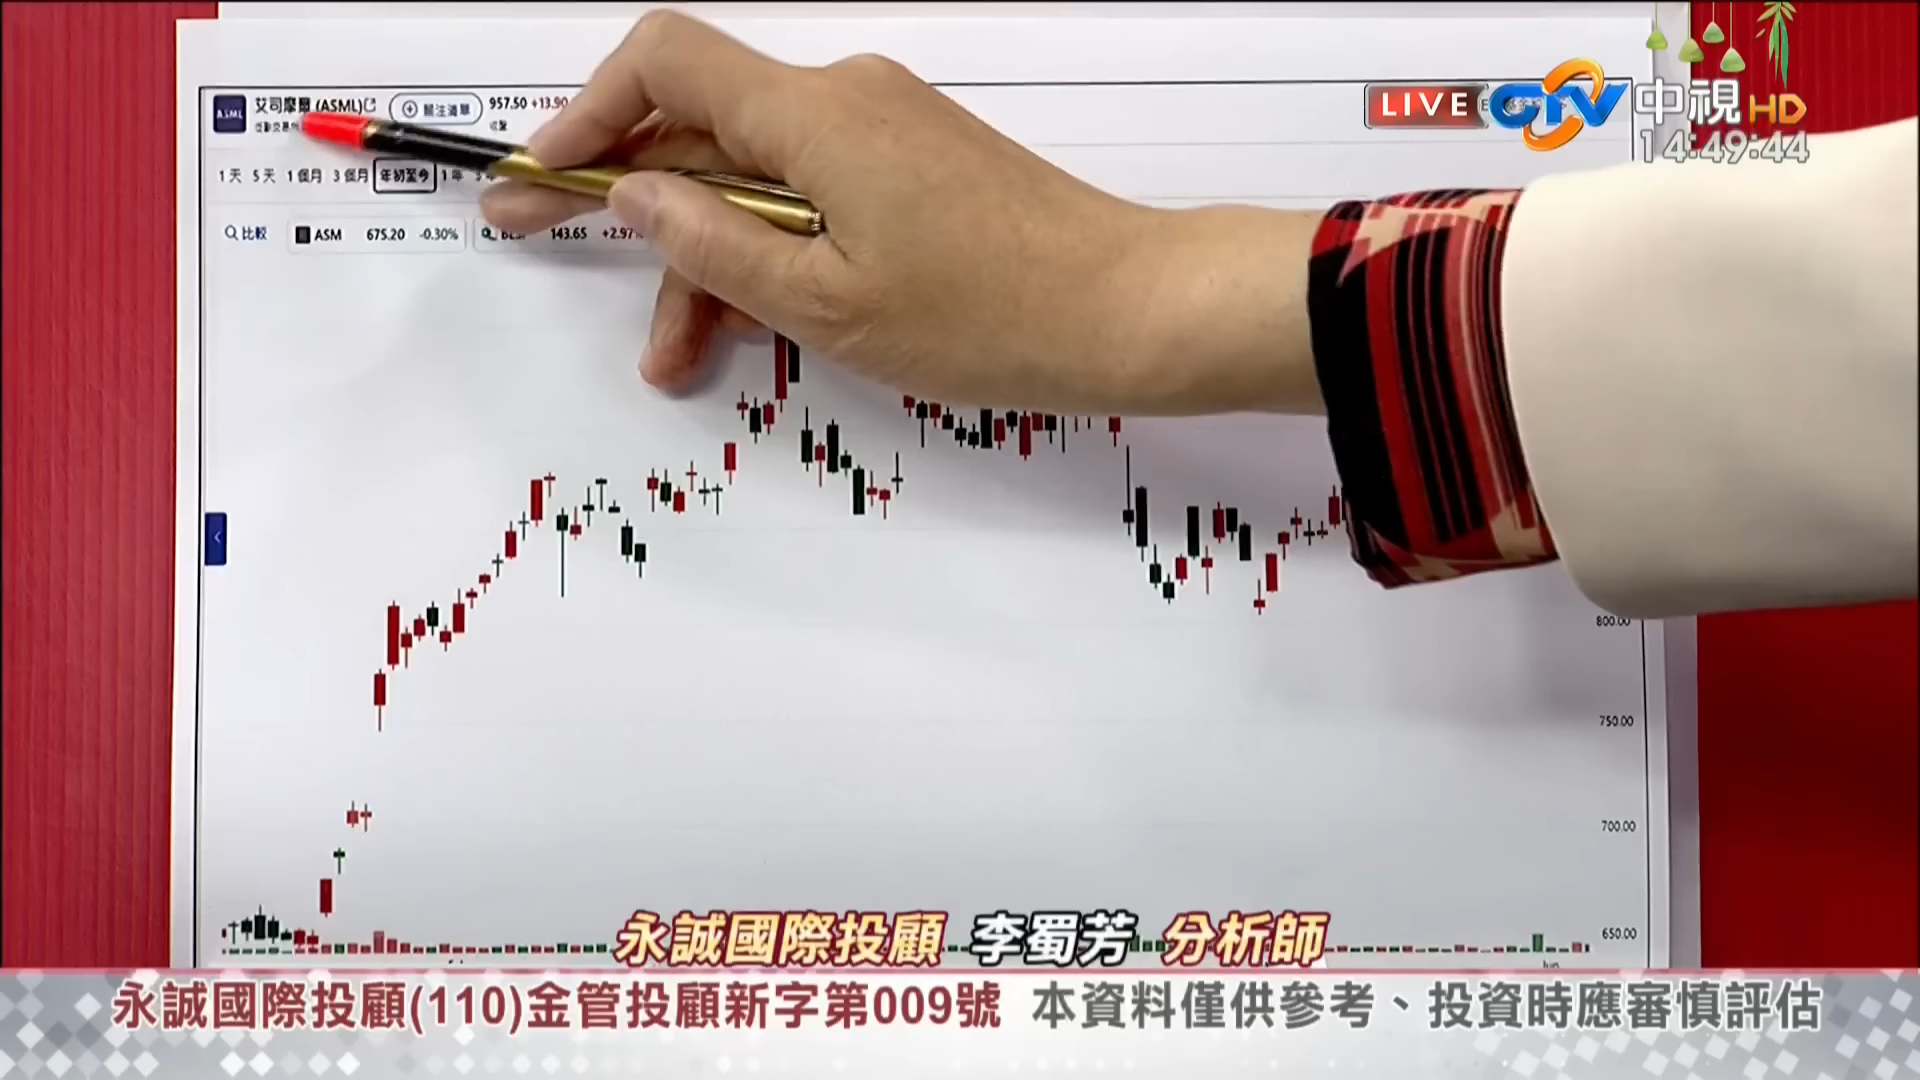 ASML
艾司摩爾 (ASML)
關注清單
957.50 +13.90
收盤
LIVE
CTV 中視 HD
14:49:44
1天 5天 1個月 3個月 年初至今 1年
比較
ASM 675.20 -0.30%
143.65 +2.97%
800.00
750.00
700.00
650.00
永誠國際投顧 李蜀芳 分析師
永誠國際投顧(110)金管投顧新字第009號 本資料僅供參考、投資時應審慎評估